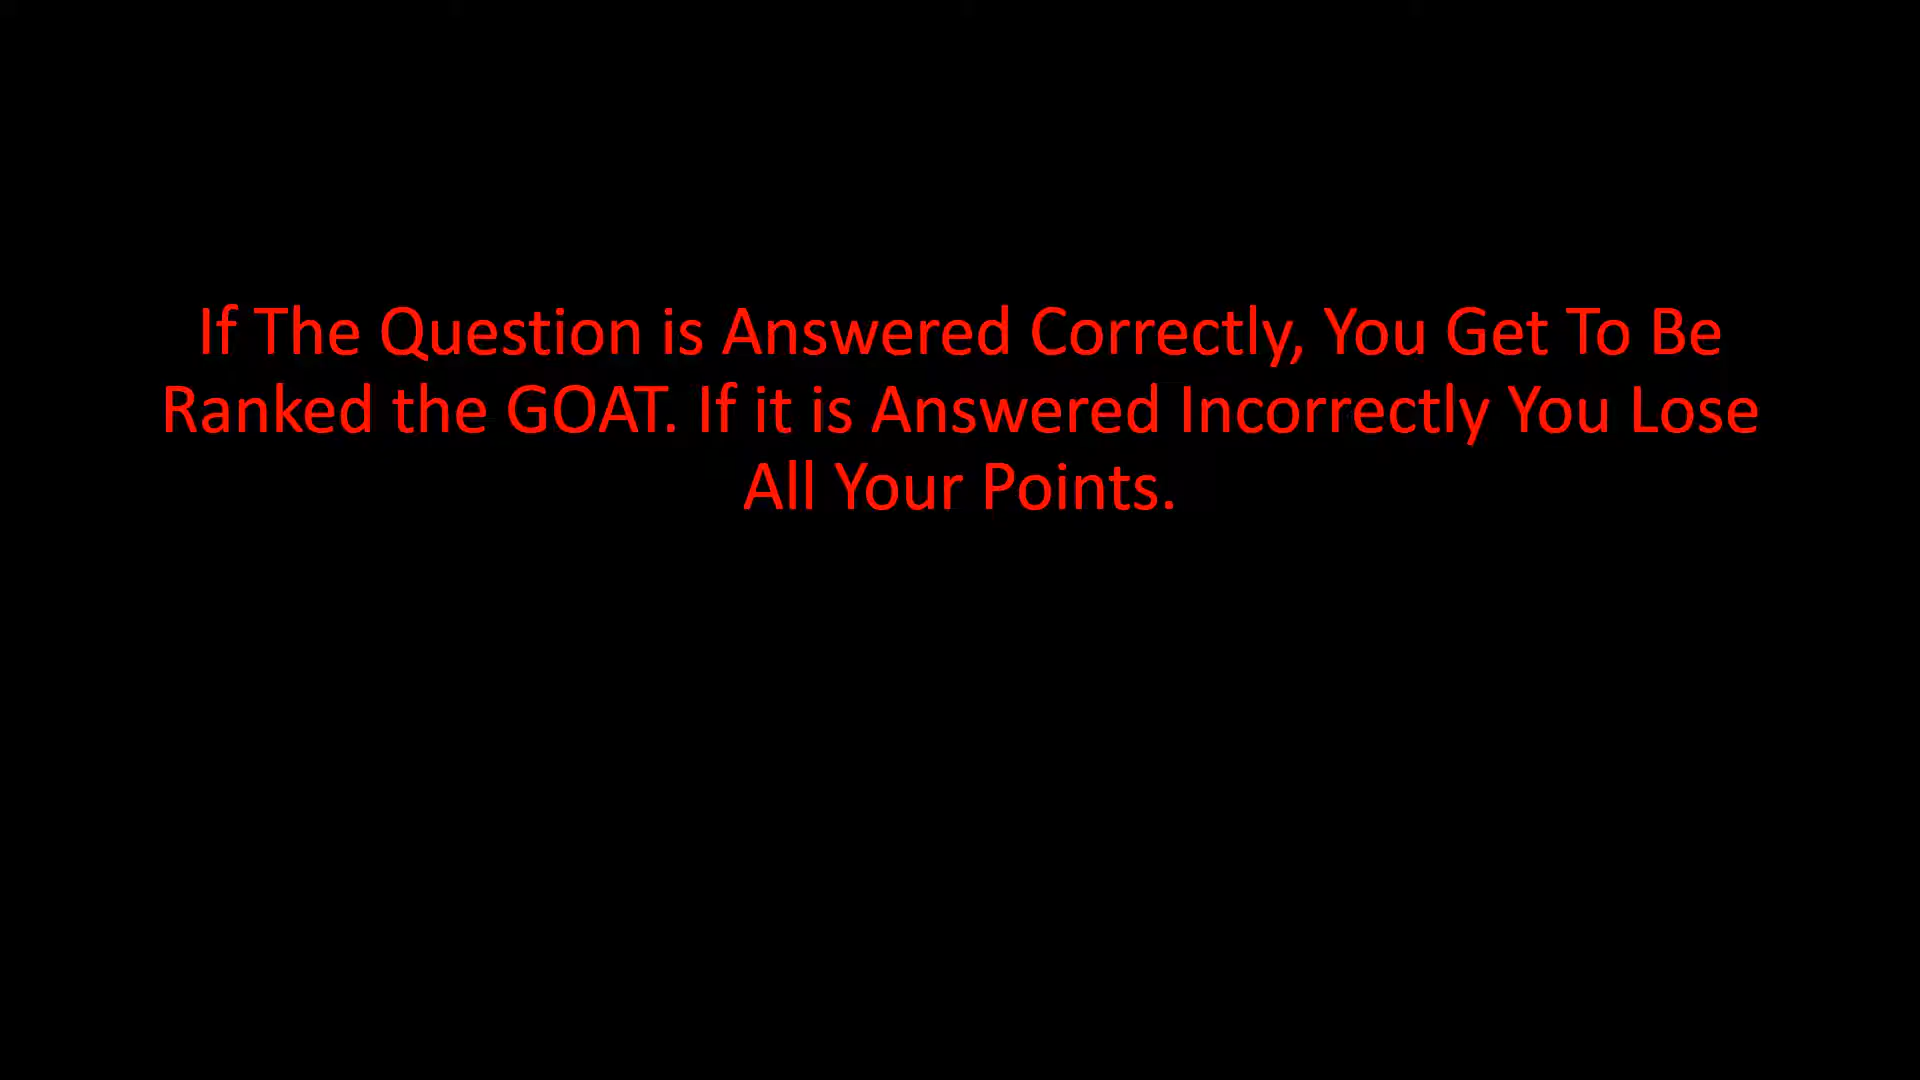 If The Question is Answered Correctly, You Get To Be
Ranked the GOAT. If it is Answered Incorrectly You Lose
All Your Points.